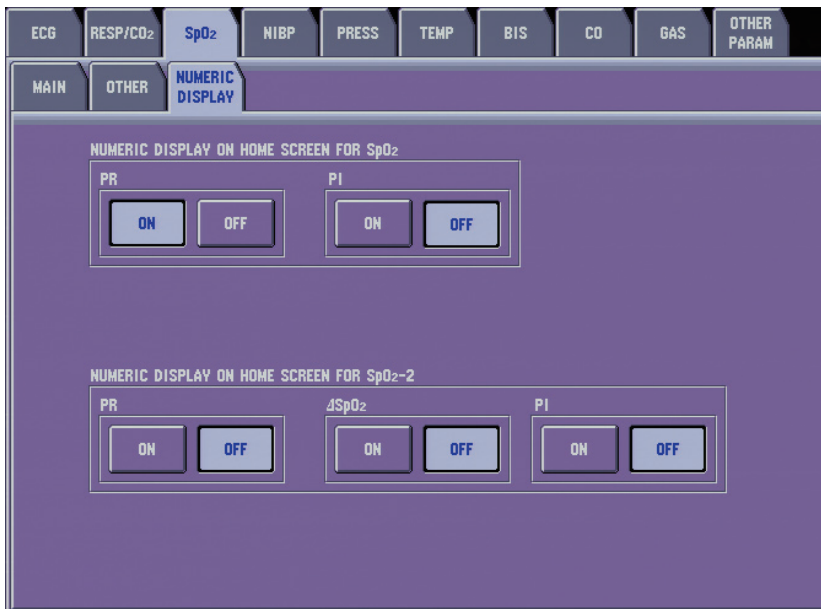 ECG RESP/CO₂ SpO₂ NIBP PRESS TEMP BIS CO GAS OTHER PARAM
MAIN OTHER NUMERIC DISPLAY
NUMERIC DISPLAY ON HOME SCREEN FOR SpO₂
PR PI
ON OFF ON OFF
NUMERIC DISPLAY ON HOME SCREEN FOR SpO₂-2
PR ΔSpO₂ PI
ON OFF ON OFF ON OFF